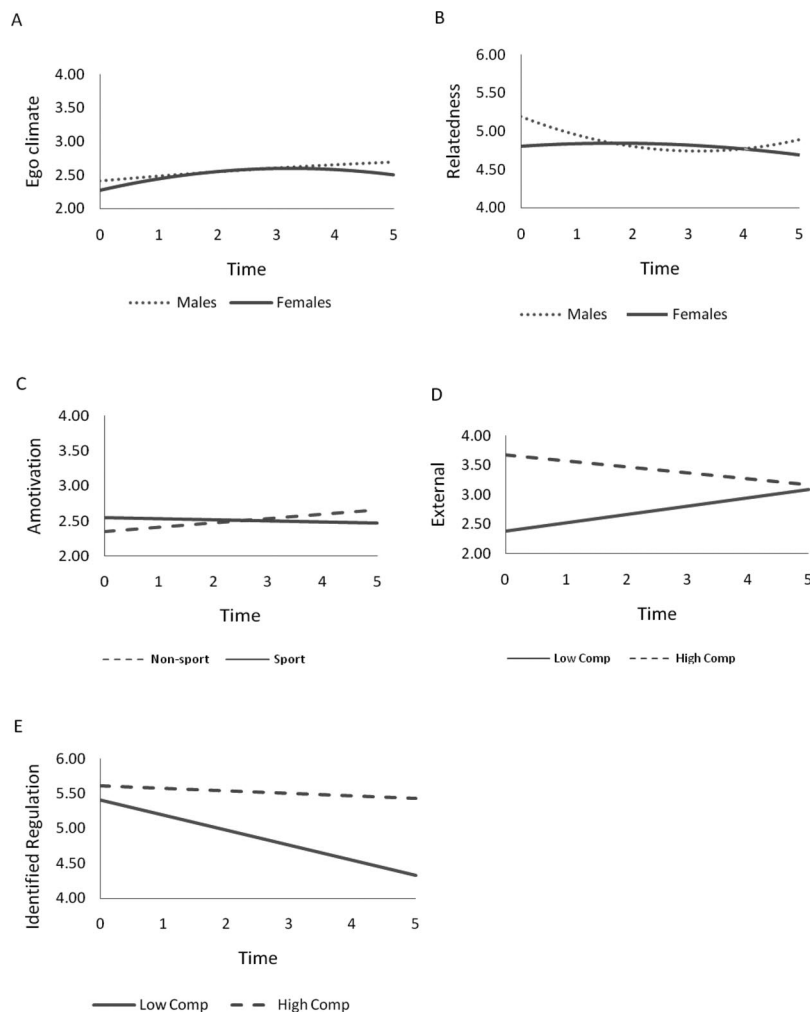 A
Ego climate
4.00
3.50
3.00
2.50
2.00
0 1 2 3 4 5
Time
Males Females
B
Relatedness
6.00
5.50
5.00
4.50
4.00
0 1 2 3 4 5
Time
Males Females
C
Amotivation
4.00
3.50
3.00
2.50
2.00
0 1 2 3 4 5
Time
Non-sport Sport
D
External
4.00
3.50
3.00
2.50
2.00
0 1 2 3 4 5
Time
Low Comp High Comp
E
Identified Regulation
6.00
5.50
5.00
4.50
4.00
0 1 2 3 4 5
Time
Low Comp High Comp